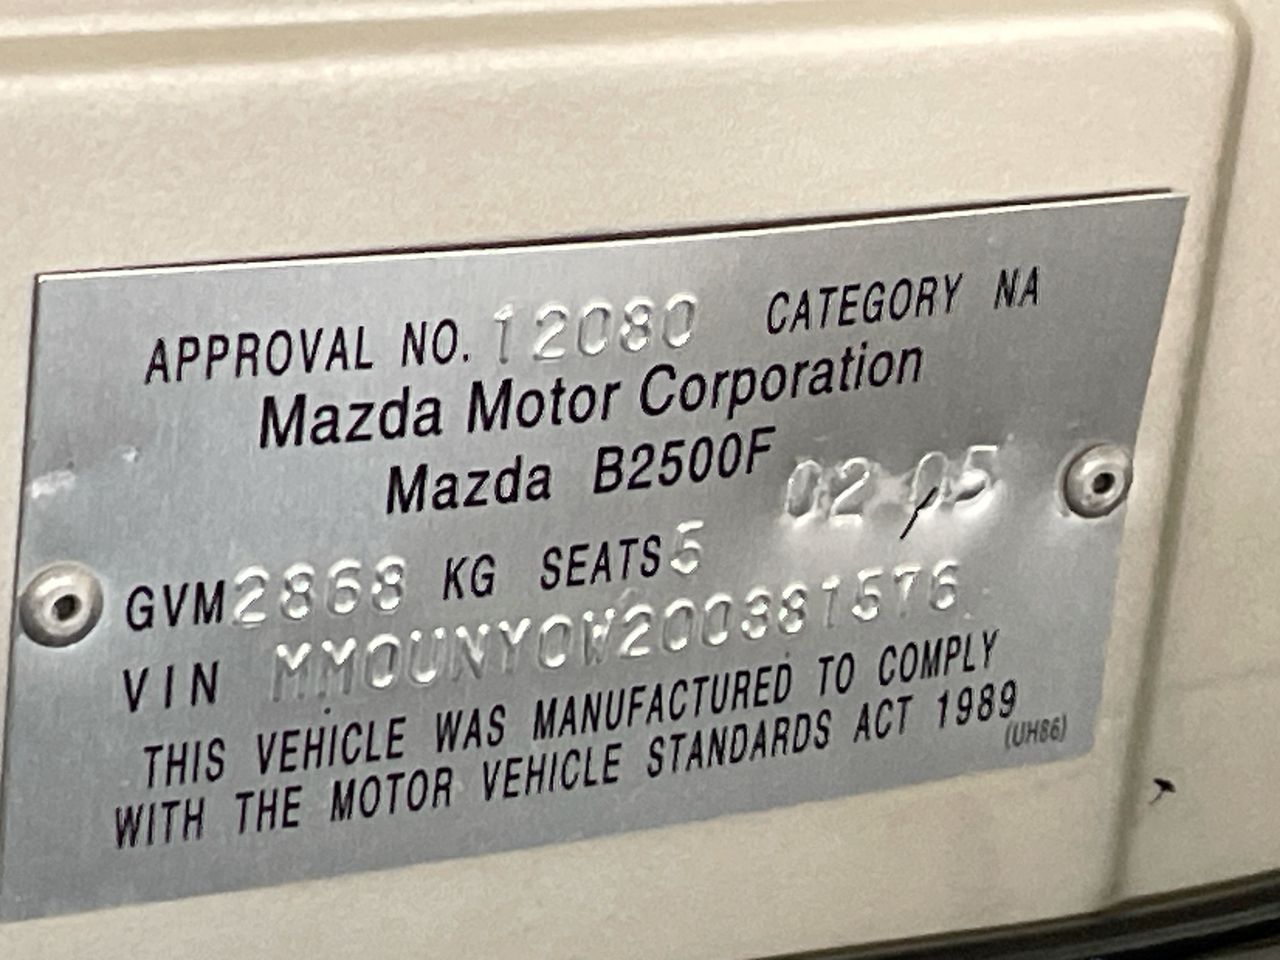 APPROVAL NO. 12080 CATEGORY NA
Mazda Motor Corporation
Mazda B2500F 02 05
GVM 2868 KG SEATS 5
VIN MM0UNY0W200381576
THIS VEHICLE WAS MANUFACTURED TO COMPLY
WITH THE MOTOR VEHICLE STANDARDS ACT 1989
(UH86)